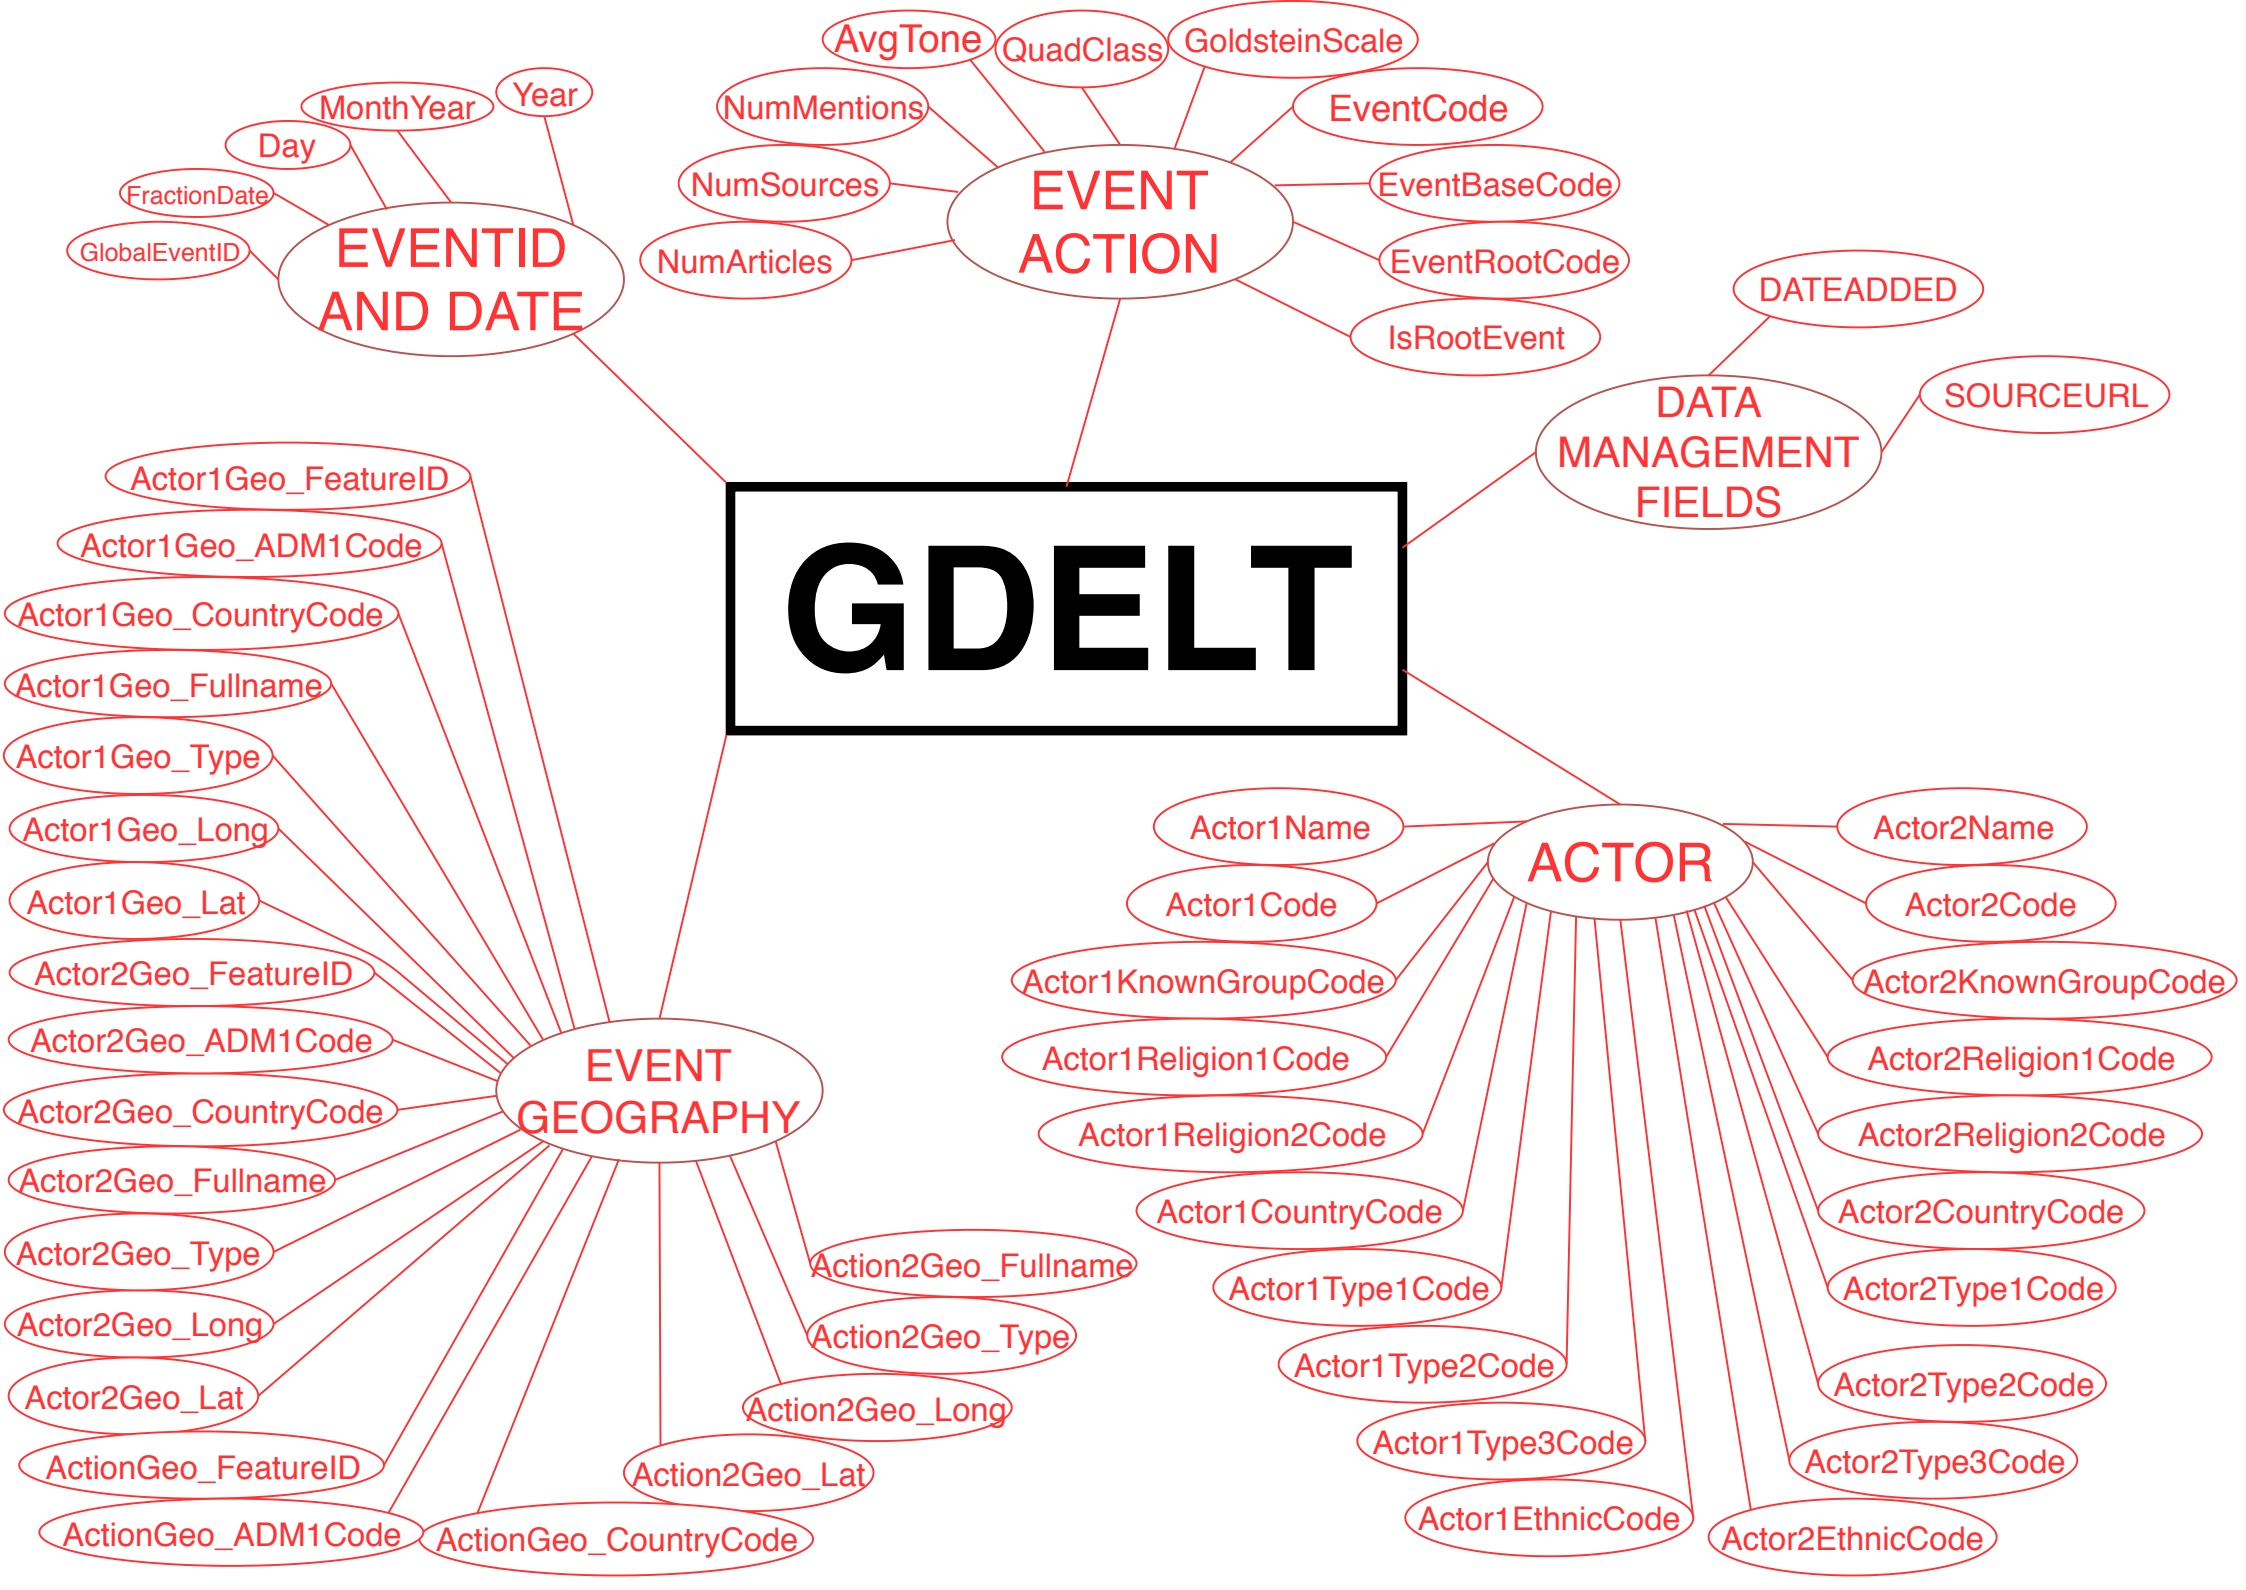 AvgTone
QuadClass
GoldsteinScale
MonthYear
Year
NumMentions
EventCode
Day
FractionDate
NumSources
EVENT
ACTION
EventBaseCode
GlobalEventID
EVENTID
AND DATE
NumArticles
EventRootCode
IsRootEvent
DATEADDED
SOURCEURL
DATA
MANAGEMENT
FIELDS
GDELT
Actor1Geo_FeatureID
Actor1Geo_ADM1Code
Actor1Geo_CountryCode
Actor1Geo_Fullname
Actor1Geo_Type
Actor1Geo_Long
Actor1Geo_Lat
Actor2Geo_FeatureID
Actor2Geo_ADM1Code
Actor2Geo_CountryCode
Actor2Geo_Fullname
Actor2Geo_Type
Actor2Geo_Long
Actor2Geo_Lat
ActionGeo_FeatureID
ActionGeo_ADM1Code
ActionGeo_CountryCode
EVENT
GEOGRAPHY
Action2Geo_Fullname
Action2Geo_Type
Action2Geo_Long
Action2Geo_Lat
ACTOR
Actor1Name
Actor1Code
Actor1KnownGroupCode
Actor1Religion1Code
Actor1Religion2Code
Actor1CountryCode
Actor1Type1Code
Actor1Type2Code
Actor1Type3Code
Actor1EthnicCode
Actor2Name
Actor2Code
Actor2KnownGroupCode
Actor2Religion1Code
Actor2Religion2Code
Actor2CountryCode
Actor2Type1Code
Actor2Type2Code
Actor2Type3Code
Actor2EthnicCode